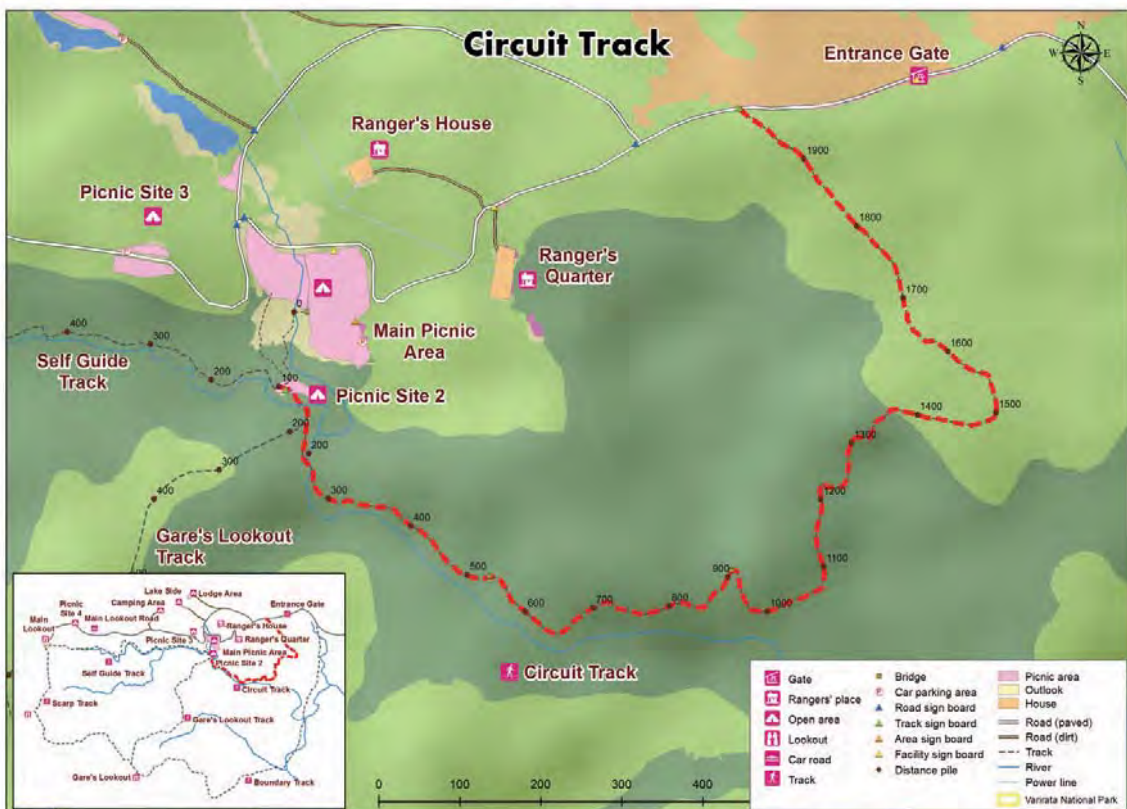 Circuit Track
Entrance Gate
N
W
E
S
Ranger's House
Picnic Site 3
Ranger's
Quarter
Main Picnic
Area
Self Guide
Track
Picnic Site 2
Gare's Lookout
Track
Circuit Track
1900
1800
1700
1600
1500
1400
1300
1200
1100
1000
900
800
700
600
500
400
300
200
100
0
400
300
200
200
300
400
Lodge Area
Lake Side
Camping Area
Picnic
Site 4
Main Lookout Road
Main
Lookout
Entrance Gate
Ranger's House
Picnic Site 3
Ranger's Quarter
Main Picnic Area
Picnic Site 2
Self Guide Track
Circuit Track
Scarp Track
Gare's Lookout Track
Gare's Lookout
Boundary Track
0
100
200
300
400
Gate
Rangers' place
Open area
Lookout
Car road
Track
Bridge
Car parking area
Road sign board
Track sign board
Area sign board
Facility sign board
Distance pile
Picnic area
Outlook
House
Road (paved)
Road (dirt)
Track
River
Power line
Varirata National Park